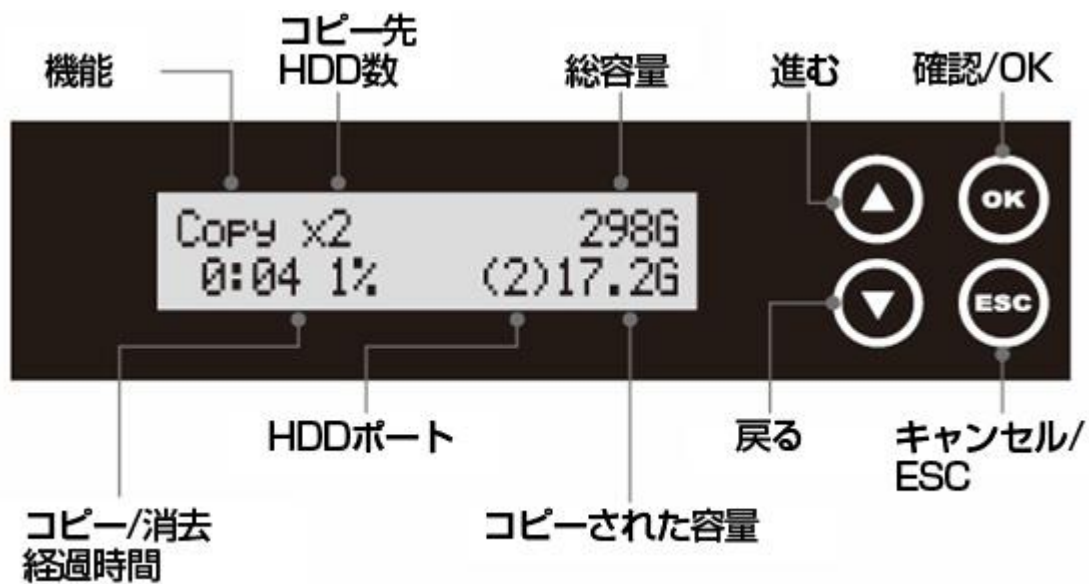 コピー先
機能 HDD数 総容量 進む 確認/OK
Copy x2 298G
0:04 1% (2)17.2G
OK
ESC
HDDポート 戻る キャンセル/
ESC
コピー/消去 コピーされた容量
経過時間